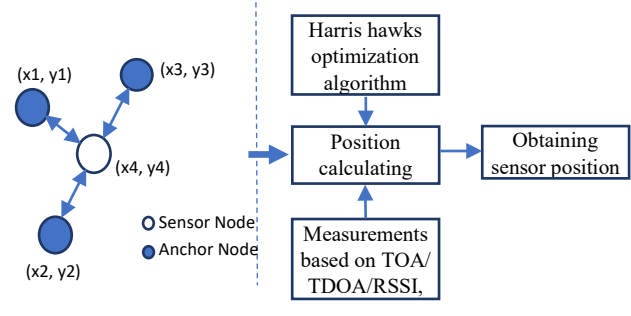 (x1, y1)
(x3, y3)
(x4, y4)
(x2, y2)
Sensor Node
Anchor Node
Harris hawks
optimization
algorithm
Position
calculating
Obtaining
sensor position
Measurements
based on TOA/
TDOA/RSSI,